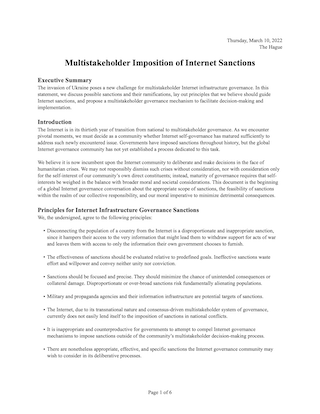 Thursday, March 10, 2022
The Hague
Multistakeholder Imposition of Internet Sanctions
Executive Summary
The invasion of Ukraine poses a new challenge for multistakeholder Internet infrastructure governance. In this
statement, we discuss possible sanctions and their ramifications, lay out principles that we believe should guide
Internet sanctions, and propose a multistakeholder governance mechanism to facilitate decision-making and
implementation.
Introduction
The Internet is in its thirtieth year of transition from national to multistakeholder governance. As we encounter
pivotal moments, we must decide as a community whether Internet self-governance has matured sufficiently to
address such newly encountered issue. Governments have imposed sanctions throughout history, but the global
Internet governance community has not yet established a process dedicated to this task.
We believe it is now incumbent upon the Internet community to deliberate and make decisions in the face of
humanitarian crises. We may not responsibly dismiss such crises without consideration, nor with consideration only
for the self-interest of our community's own direct constituents; instead, maturity of governance requires that self-
interests be weighed in the balance with broader moral and societal considerations. This document is the beginning
of a global Internet governance conversation about the appropriate scope of sanctions, the feasibility of sanctions
within the realm of our collective responsibility, and our moral imperative to minimize detrimental consequences.
Principles for Internet Infrastructure Governance Sanctions
We, the undersigned, agree to the following principles:
• Disconnecting the population of a country from the Internet is a disproportionate and inappropriate sanction,
since it hampers their access to the very information that might lead them to withdraw support for acts of war
and leaves them with access to only the information their own government chooses to furnish.
• The effectiveness of sanctions should be evaluated relative to predefined goals. Ineffective sanctions waste
effort and willpower and convey neither unity nor conviction.
• Sanctions should be focused and precise. They should minimize the chance of unintended consequences or
collateral damage. Disproportionate or over-broad sanctions risk fundamentally alienating populations.
• Military and propaganda agencies and their information infrastructure are potential targets of sanctions.
• The Internet, due to its transnational nature and consensus-driven multistakeholder system of governance,
currently does not easily lend itself to the imposition of sanctions in national conflicts.
• It is inappropriate and counterproductive for governments to attempt to compel Internet governance
mechanisms to impose sanctions outside of the community's multistakeholder decision-making process.
• There are nonetheless appropriate, effective, and specific sanctions the Internet governance community may
wish to consider in its deliberative processes.
Page 1 of 6